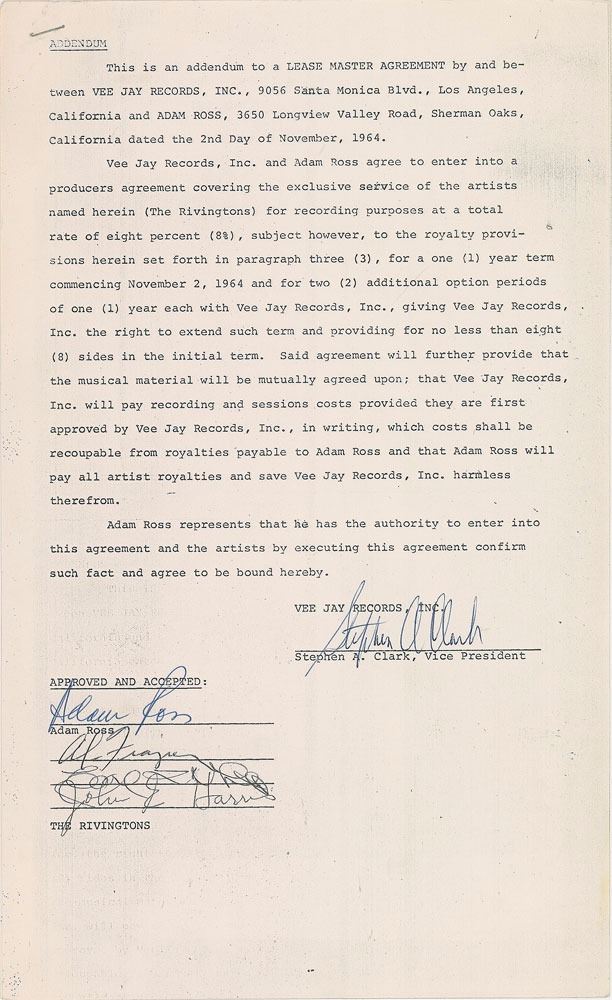 ADDENDUM
This is an addendum to a LEASE MASTER AGREEMENT by and be-
tween VEE JAY RECORDS, INC., 9056 Santa Monica Blvd., Los Angeles,
California and ADAM ROSS, 3650 Longview Valley Road, Sherman Oaks,
California dated the 2nd Day of November, 1964.
Vee Jay Records, Inc. and Adam Ross agree to enter into a
producers agreement covering the exclusive service of the artists
named herein (The Rivingtons) for recording purposes at a total
rate of eight percent (8%), subject however, to the royalty provi-
sions herein set forth in paragraph three (3), for a one (1) year term
commencing November 2, 1964 and for two (2) additional option periods
of one (1) year each with Vee Jay Records, Inc., giving Vee Jay Records,
Inc. the right to extend such term and providing for no less than eight
(8) sides in the initial term. Said agreement will further provide that
the musical material will be mutually agreed upon; that Vee Jay Records,
Inc. will pay recording and sessions costs provided they are first
approved by Vee Jay Records, Inc., in writing, which costs shall be
recoupable from royalties payable to Adam Ross and that Adam Ross will
pay all artist royalties and save Vee Jay Records, Inc. harmless
therefrom.
Adam Ross represents that he has the authority to enter into
this agreement and the artists by executing this agreement confirm
such fact and agree to be bound hereby.
VEE JAY RECORDS, INC.
Stephen A Clark
Stephen A. Clark, Vice President
APPROVED AND ACCEPTED:
Adam Ross
Adam Ross
Al Frazier
John E Harris
THE RIVINGTONS